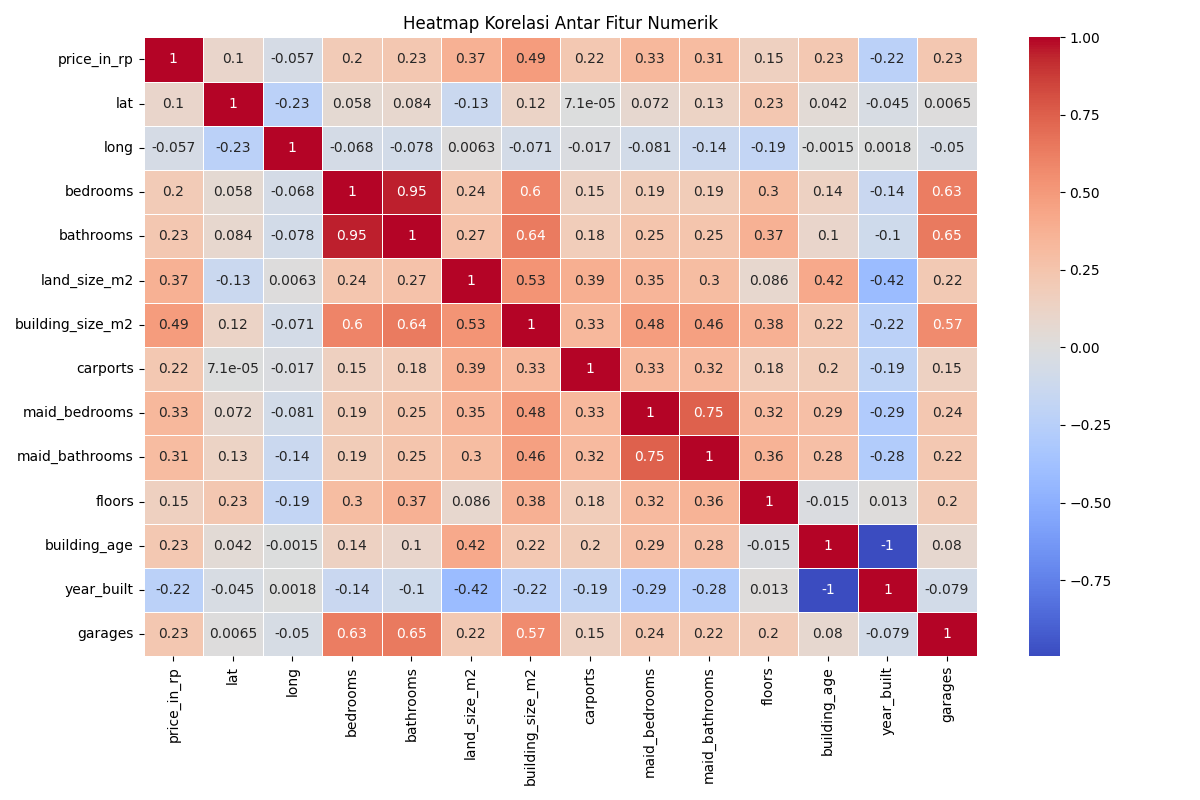 Heatmap Korelasi Antar Fitur Numerik
price_in_rp 1 0.1 -0.057 0.2 0.23 0.37 0.49 0.22 0.33 0.31 0.15 0.23 -0.22 0.23
lat 0.1 1 -0.23 0.058 0.084 -0.13 0.12 7.1e-05 0.072 0.13 0.23 0.042 -0.045 0.0065
long -0.057 -0.23 1 -0.068 -0.078 0.0063 -0.071 -0.017 -0.081 -0.14 -0.19 -0.0015 0.0018 -0.05
bedrooms 0.2 0.058 -0.068 1 0.95 0.24 0.6 0.15 0.19 0.19 0.3 0.14 -0.14 0.63
bathrooms 0.23 0.084 -0.078 0.95 1 0.27 0.64 0.18 0.25 0.25 0.37 0.1 -0.1 0.65
land_size_m2 0.37 -0.13 0.0063 0.24 0.27 1 0.53 0.39 0.35 0.3 0.086 0.42 -0.42 0.22
building_size_m2 0.49 0.12 -0.071 0.6 0.64 0.53 1 0.33 0.48 0.46 0.38 0.22 -0.22 0.57
carports 0.22 7.1e-05 -0.017 0.15 0.18 0.39 0.33 1 0.33 0.32 0.18 0.2 -0.19 0.15
maid_bedrooms 0.33 0.072 -0.081 0.19 0.25 0.35 0.48 0.33 1 0.75 0.32 0.29 -0.29 0.24
maid_bathrooms 0.31 0.13 -0.14 0.19 0.25 0.3 0.46 0.32 0.75 1 0.36 0.28 -0.28 0.22
floors 0.15 0.23 -0.19 0.3 0.37 0.086 0.38 0.18 0.32 0.36 1 -0.015 0.013 0.2
building_age 0.23 0.042 -0.0015 0.14 0.1 0.42 0.22 0.2 0.29 0.28 -0.015 1 -1 0.08
year_built -0.22 -0.045 0.0018 -0.14 -0.1 -0.42 -0.22 -0.19 -0.29 -0.28 0.013 -1 1 -0.079
garages 0.23 0.0065 -0.05 0.63 0.65 0.22 0.57 0.15 0.24 0.22 0.2 0.08 -0.079 1
price_in_rp
lat
long
bedrooms
bathrooms
land_size_m2
building_size_m2
carports
maid_bedrooms
maid_bathrooms
floors
building_age
year_built
garages
1.00
0.75
0.50
0.25
0.00
−0.25
−0.50
−0.75